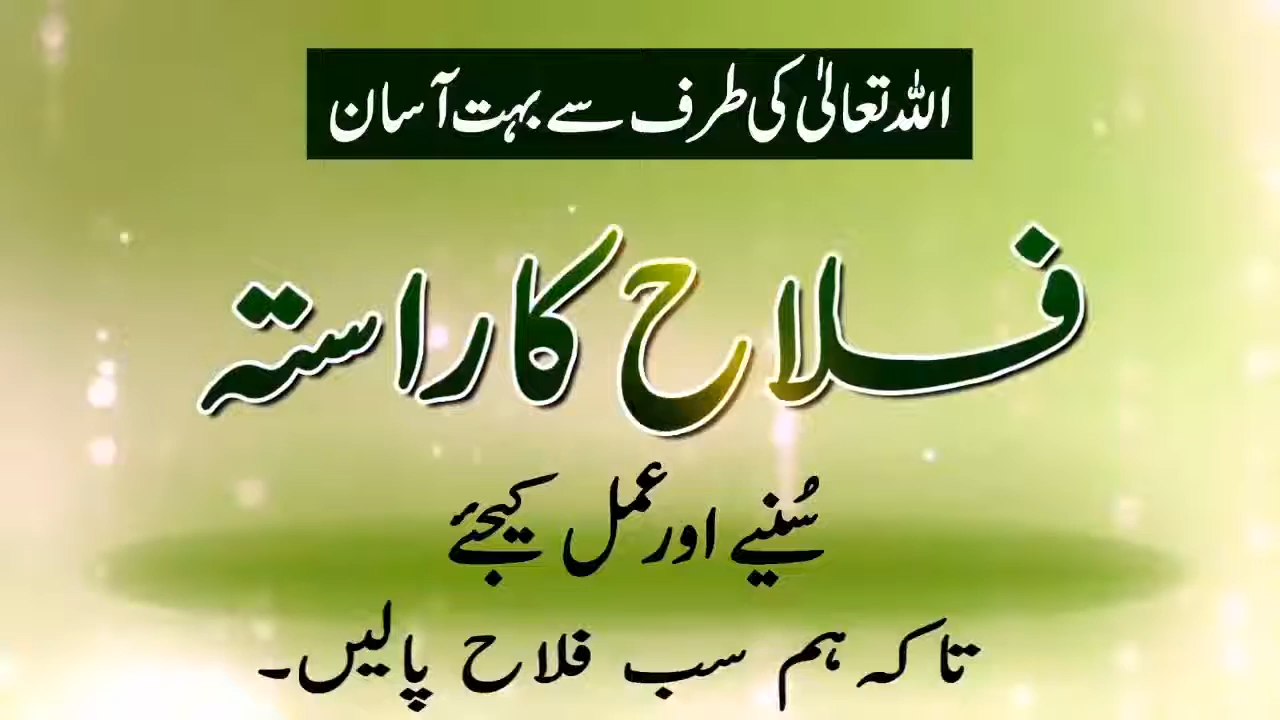 اللہ تعالیٰ کی طرف سے بہت آسان
فلاح کا راستہ
سُنیے اور عمل کیجئے
تاکہ ہم سب فلاح پالیں۔